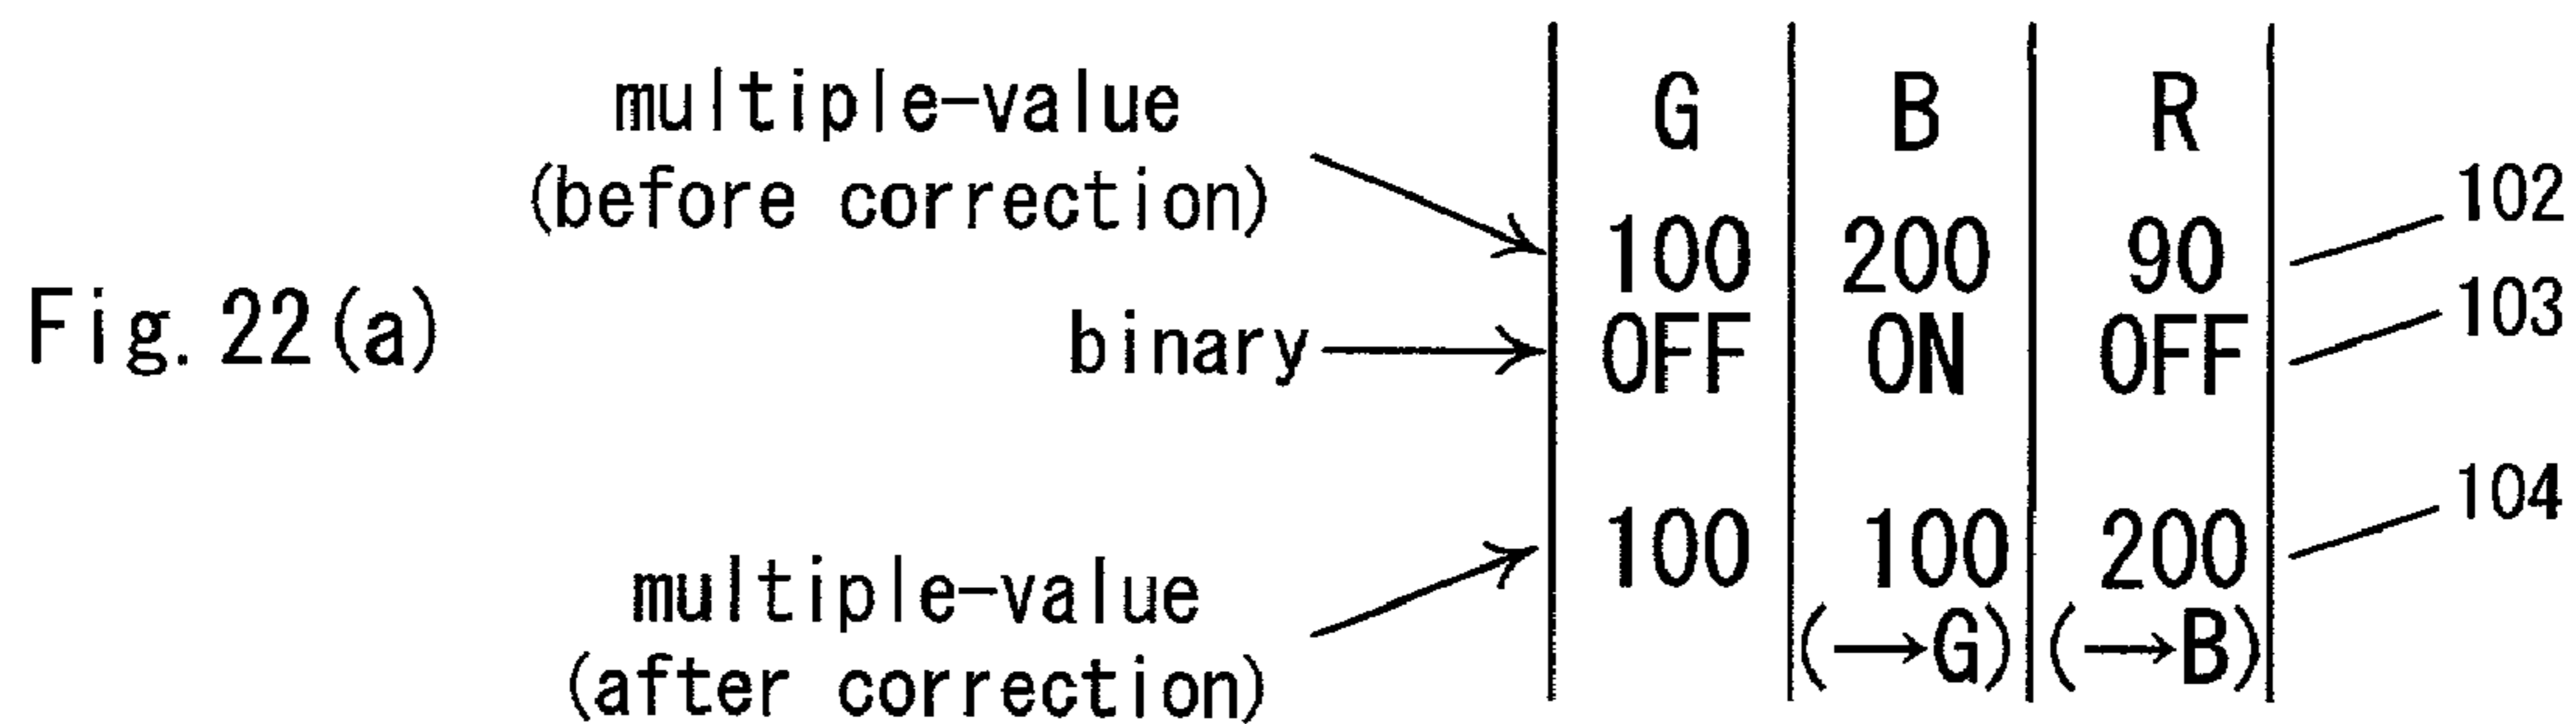 G B R
multiple-value
(before correction)
100 200 90 102
Fig. 22(a)
binary OFF ON OFF 103
100 100 200 104
multiple-value
(after correction)
(→G) (→B)